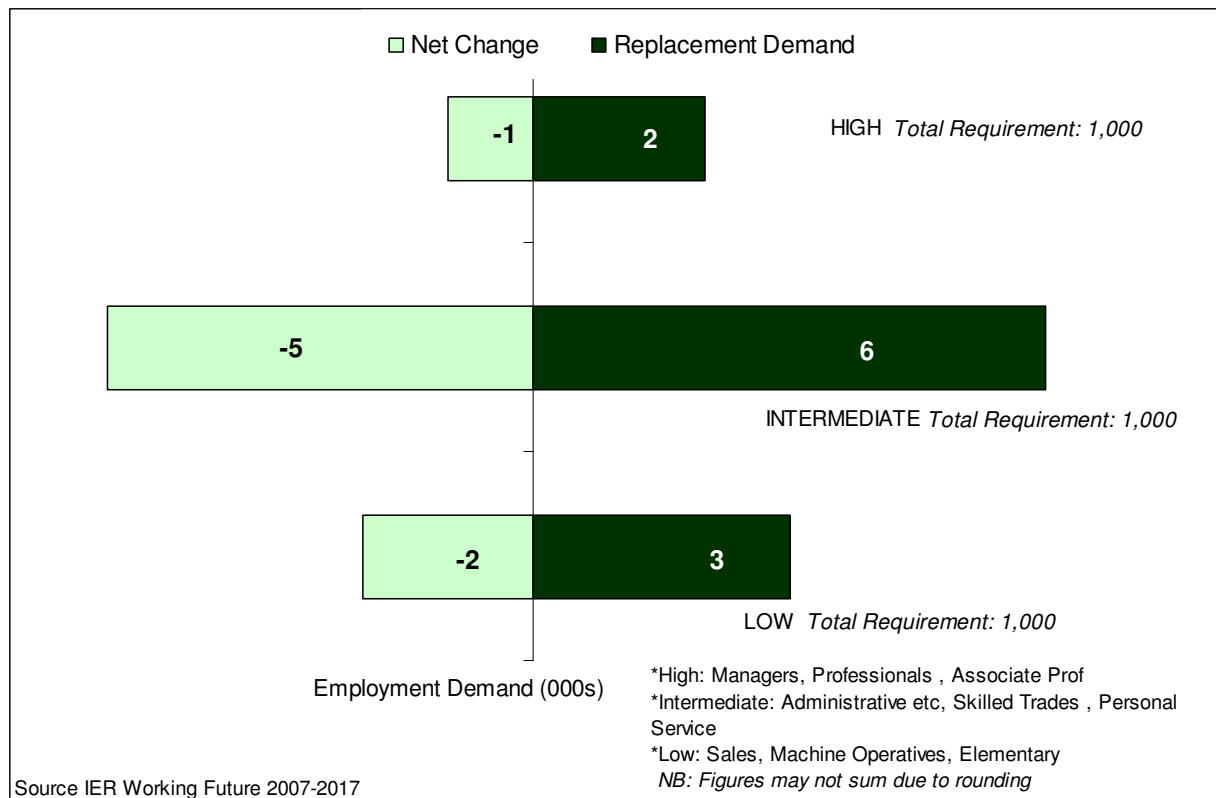 Net Change Replacement Demand
-1 2 HIGH Total Requirement: 1,000
-5 6
INTERMEDIATE Total Requirement: 1,000
-2 3
LOW Total Requirement: 1,000
Employment Demand (000s)
*High: Managers, Professionals , Associate Prof
*Intermediate: Administrative etc, Skilled Trades , Personal
Service
*Low: Sales, Machine Operatives, Elementary
NB: Figures may not sum due to rounding
Source IER Working Future 2007-2017